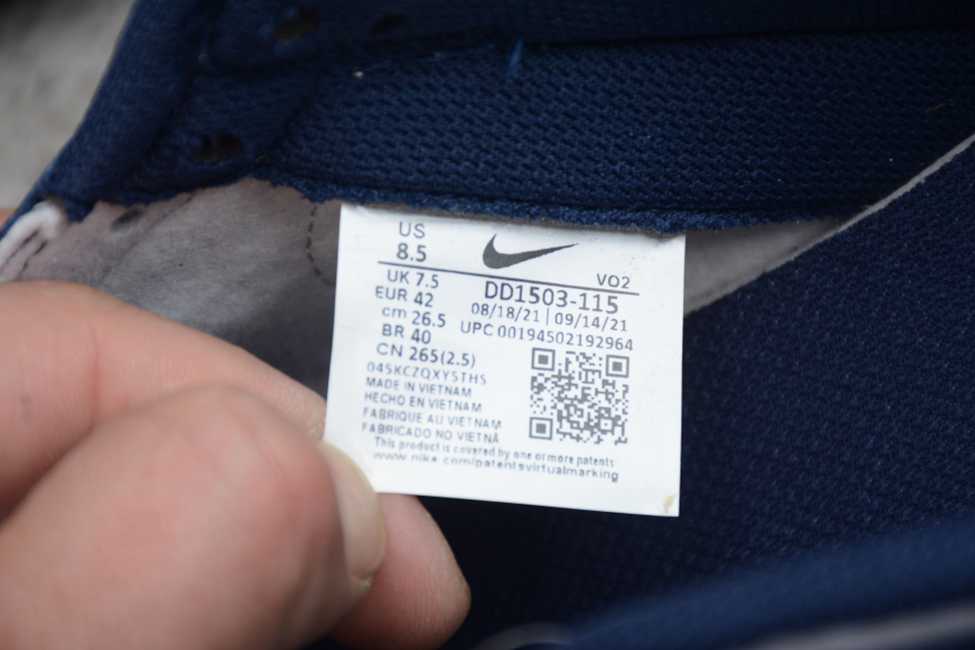 US
8.5
VO2
UK 7.5
DD1503-115
EUR 42
08/18/21 | 09/14/21
cm 26.5
UPC 00194502192964
BR 40
CN 265(2.5)
045KCZQXY5THS
MADE IN VIETNAM
HECHO EN VIETNAM
FABRIQUE AU VIETNAM
FABRICADO NO VIETNÃ
This product is covered by one or more patents
www.nike.com/patentsvirtualmarking